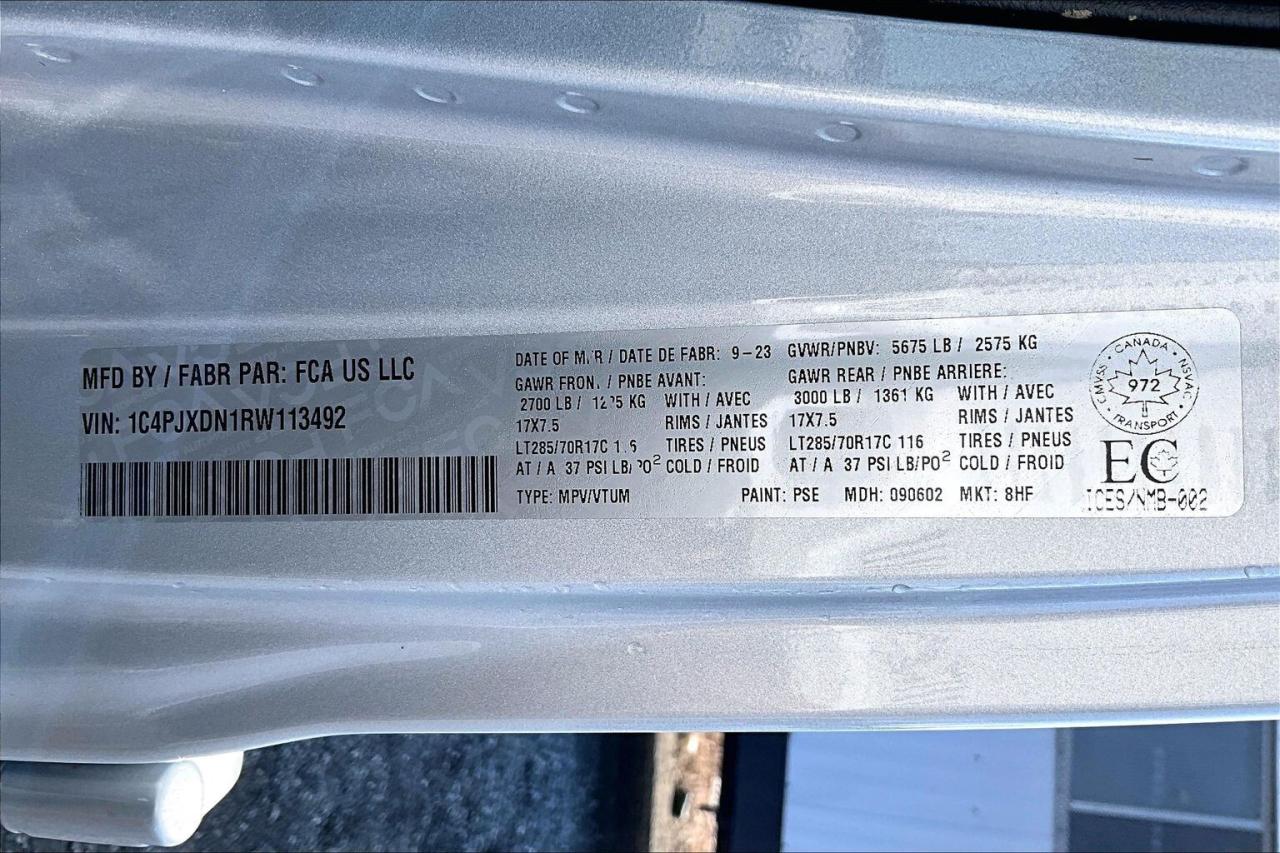 MFD BY / FABR PAR: FCA US LLC
VIN: 1C4PJXDN1RW113492
DATE OF / DATE DE FABR: 9-23 GVWR/PNBV: 5675 LB / 2575 KG
GAWR / PNBE AVANT: GAWR REAR / PNBE ARRIERE:
2700 LB / KG WITH / AVEC 3000 LB / 1361 KG WITH / AVEC
17X7.5 RIMS / JANTES 17X7.5 RIMS / JANTES
LT285/70R17C TIRES / PNEUS LT285/70R17C 116 TIRES / PNEUS
AT / A 37 PSI LB/PO² COLD / FROID AT / A 37 PSI LB/PO² COLD / FROID
TYPE: MPV/VTUM PAINT: PSE MDH: 090602 MKT: 8HF
CANADA
CMVSS 972 NSVAC
TRANSPORT
EC
ICES/NMB-002